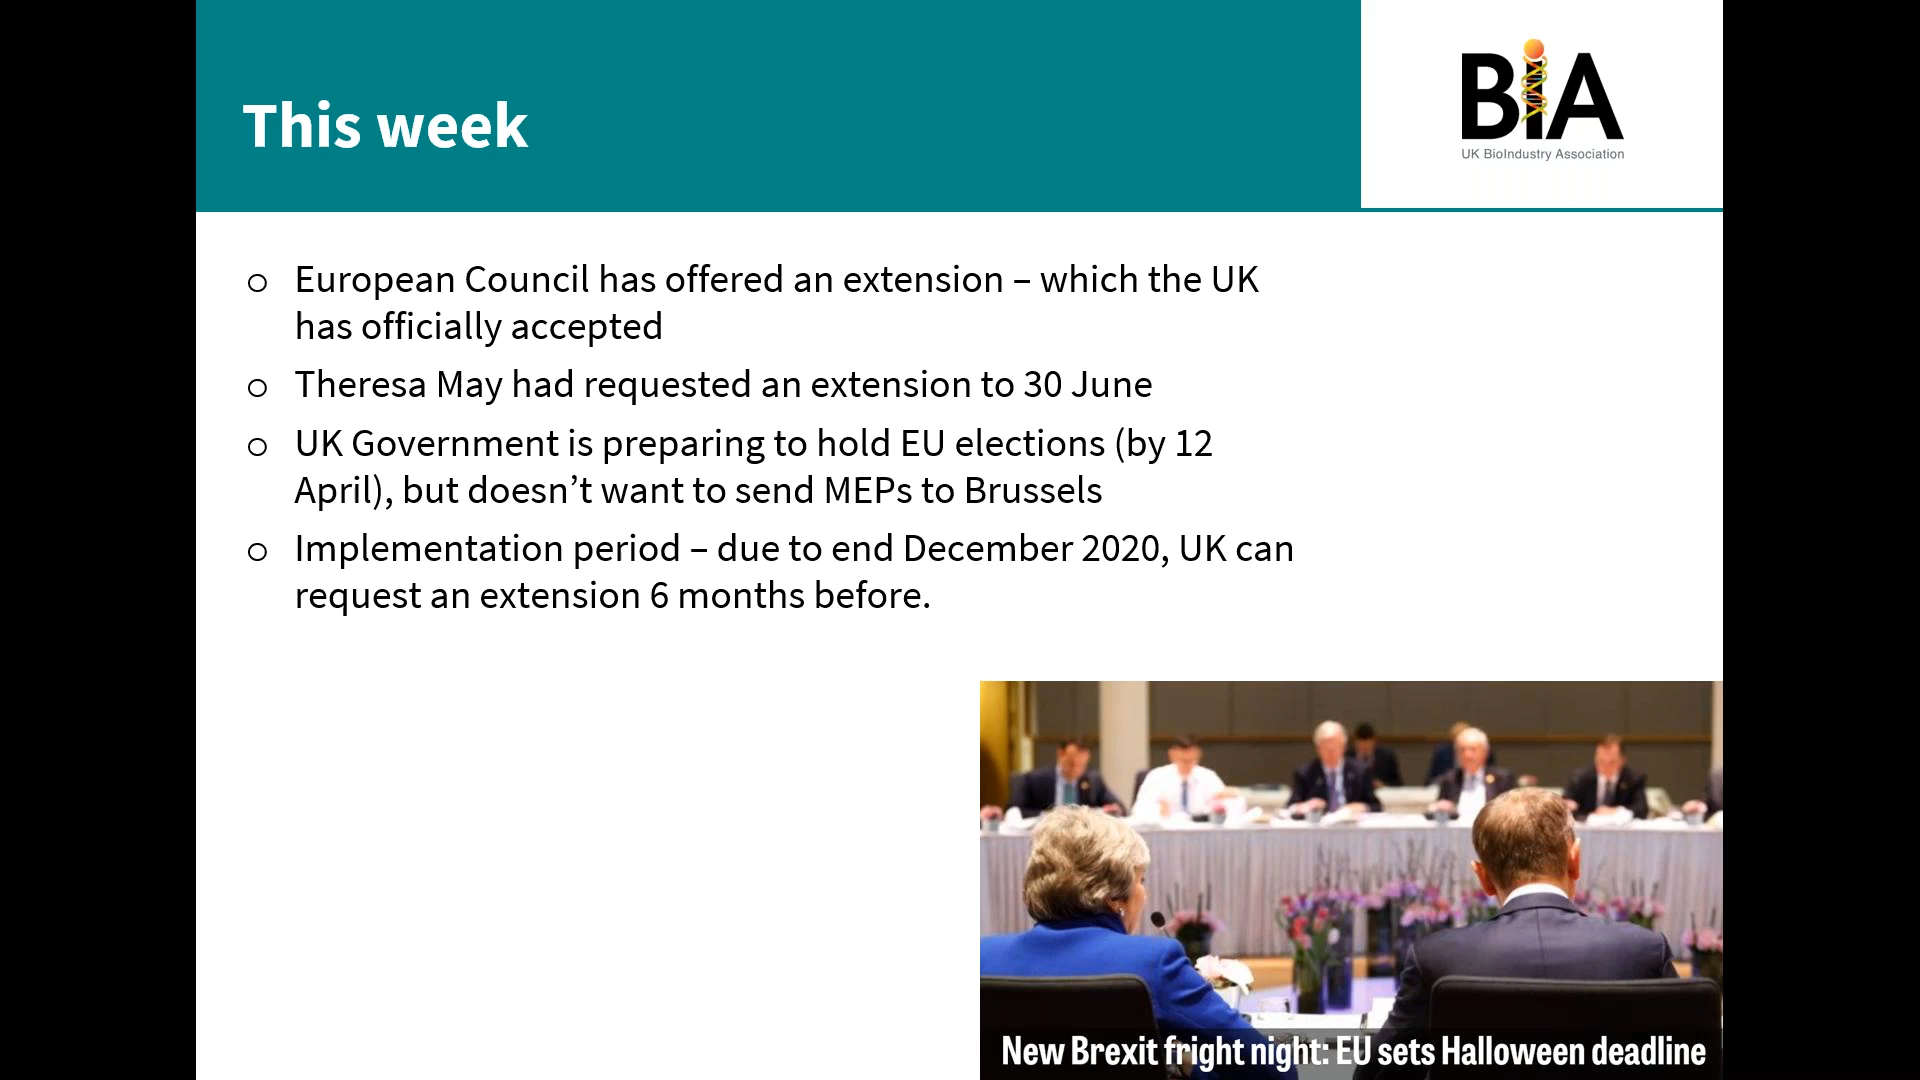 This week
BiA
UK BioIndustry Association
○ European Council has offered an extension – which the UK
has officially accepted
○ Theresa May had requested an extension to 30 June
○ UK Government is preparing to hold EU elections (by 12
April), but doesn’t want to send MEPs to Brussels
○ Implementation period – due to end December 2020, UK can
request an extension 6 months before.
New Brexit fright night: EU sets Halloween deadline